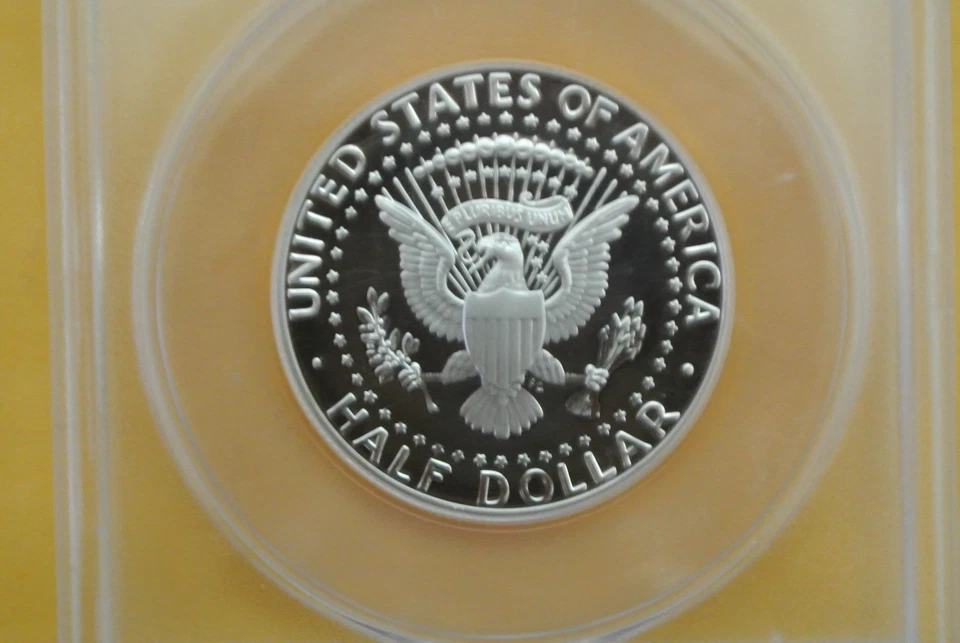 UNITED STATES OF AMERICA
PLURIBUS UNUM
HALF DOLLAR